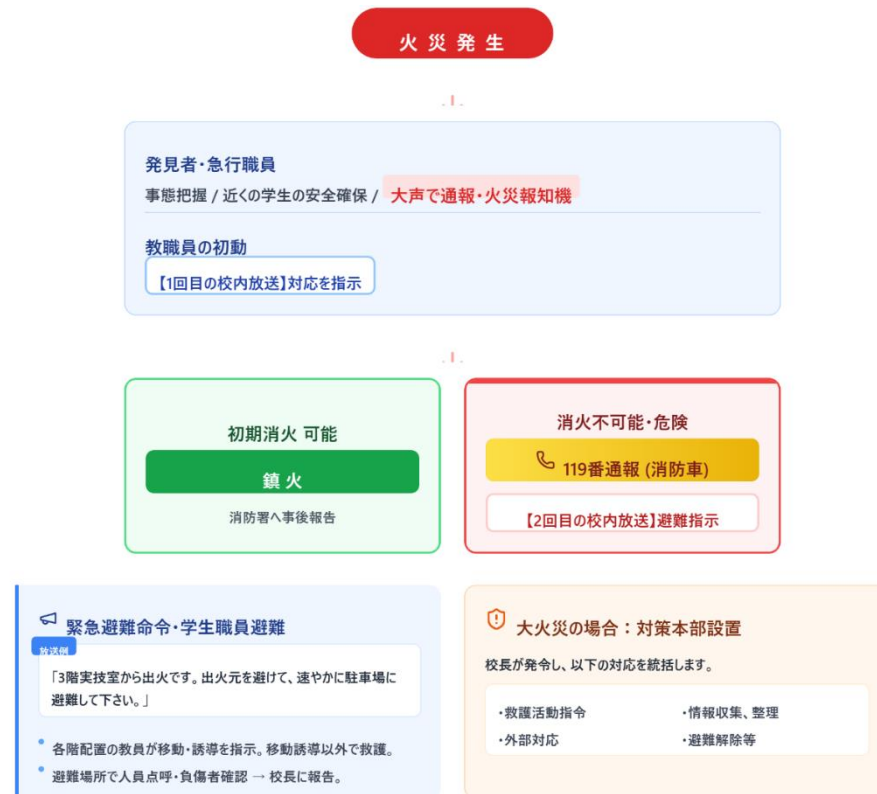 火災発生
発見者・急行職員
事態把握 / 近くの学生の安全確保 / 大声で通報・火災報知機
教職員の初動
【1回目の校内放送】対応を指示
初期消火 可能
鎮火
消防署へ事後報告
消火不可能・危険
119番通報 (消防車)
【2回目の校内放送】避難指示
緊急避難命令・学生職員避難
放送例
「3階実技室から出火です。出火元を避けて、速やかに駐車場に
避難して下さい。」
各階配置の教員が移動・誘導を指示。移動誘導以外で救護。
避難場所で人員点呼・負傷者確認 → 校長に報告。
大火災の場合：対策本部設置
校長が発令し、以下の対応を統括します。
・救護活動指令 ・情報収集、整理
・外部対応 ・避難解除等